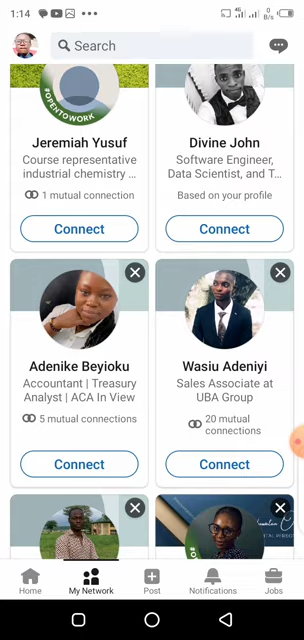 1:14
0
B/s
Search
#OPENTOWORK
Jeremiah Yusuf
Course representative
industrial chemistry ...
1 mutual connection
Connect
Divine John
Software Engineer,
Data Scientist, and T...
Based on your profile
Connect
Adenike Beyioku
Accountant | Treasury
Analyst | ACA In View
5 mutual connections
Connect
Wasiu Adeniyi
Sales Associate at
UBA Group
20 mutual
connections
Connect
Home
My Network
Post
Notifications
Jobs